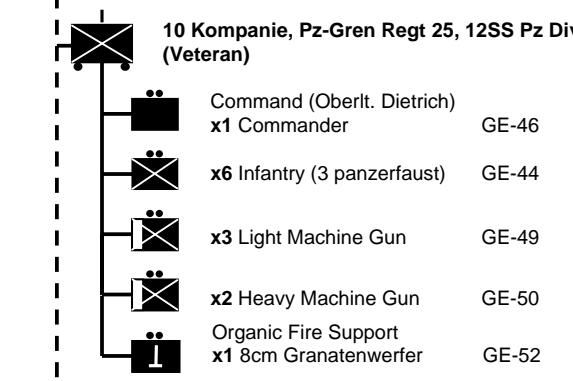 10 Kompanie, Pz-Gren Regt 25, 12SS Pz Div
(Veteran)
Command (Oberlt. Dietrich)
x1 Commander GE-46
x6 Infantry (3 panzerfaust) GE-44
x3 Light Machine Gun GE-49
x2 Heavy Machine Gun GE-50
Organic Fire Support
x1 8cm Granatenwerfer GE-52